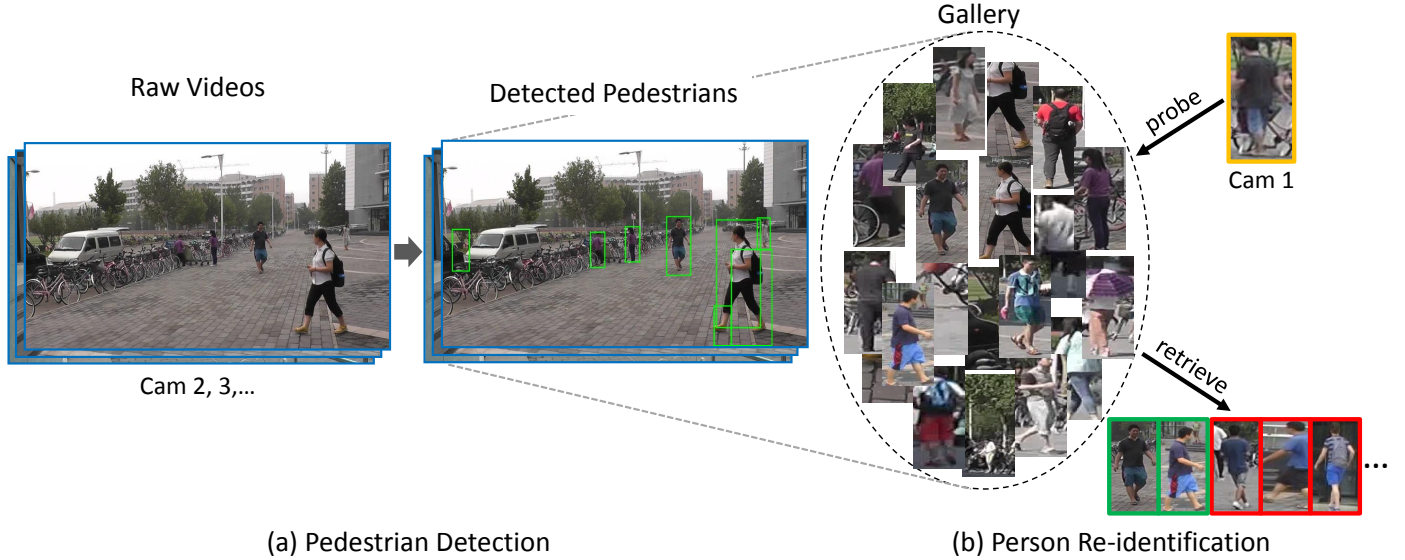 Gallery
Raw Videos
Detected Pedestrians
probe
Cam 1
Cam 2, 3,...
retrieve
...
(a) Pedestrian Detection
(b) Person Re-identification